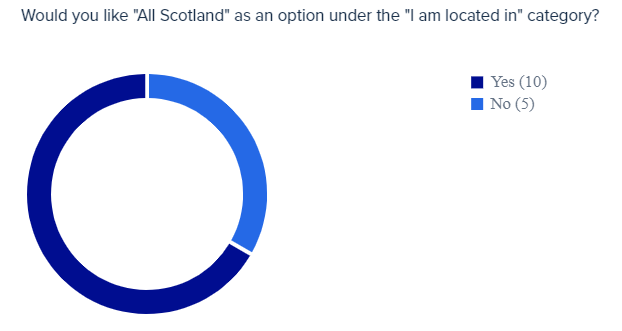 Would you like "All Scotland" as an option under the "I am located in" category?
Yes (10)
No (5)